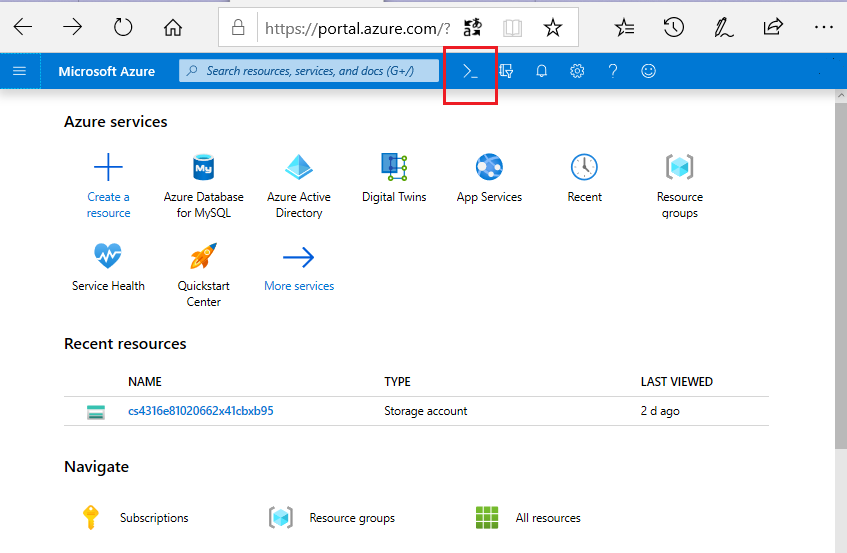 https://portal.azure.com/?
Microsoft Azure
Search resources, services, and docs (G+/)
Azure services
Create a
resource
Azure Database
for MySQL
Azure Active
Directory
Digital Twins
App Services
Recent
Resource
groups
Service Health
Quickstart
Center
More services
Recent resources
NAME TYPE LAST VIEWED
cs4316e81020662x41cbxb95 Storage account 2 d ago
Navigate
Subscriptions Resource groups All resources